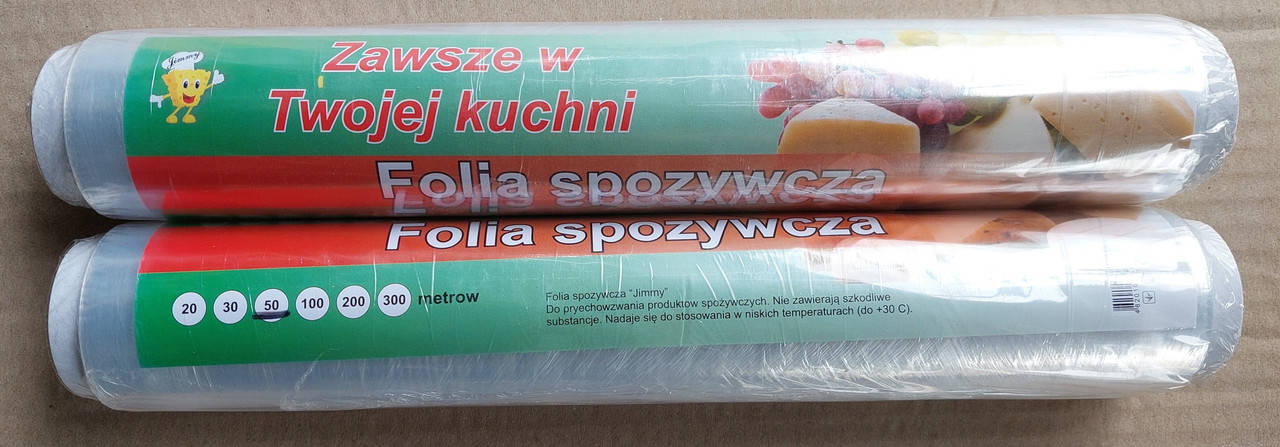 Jimmy
Zawsze w
Twojej kuchni
Folia spozywcza
Folia spozywcza
20 30 50 100 200 300 metrow
Folia spozywcza "Jimmy"
Do pryechowzwania produktow spożywczych. Nie zawierają szkodliwe
substancje. Nadaje się do stosowania w niskich temperaturach (do +30 C).